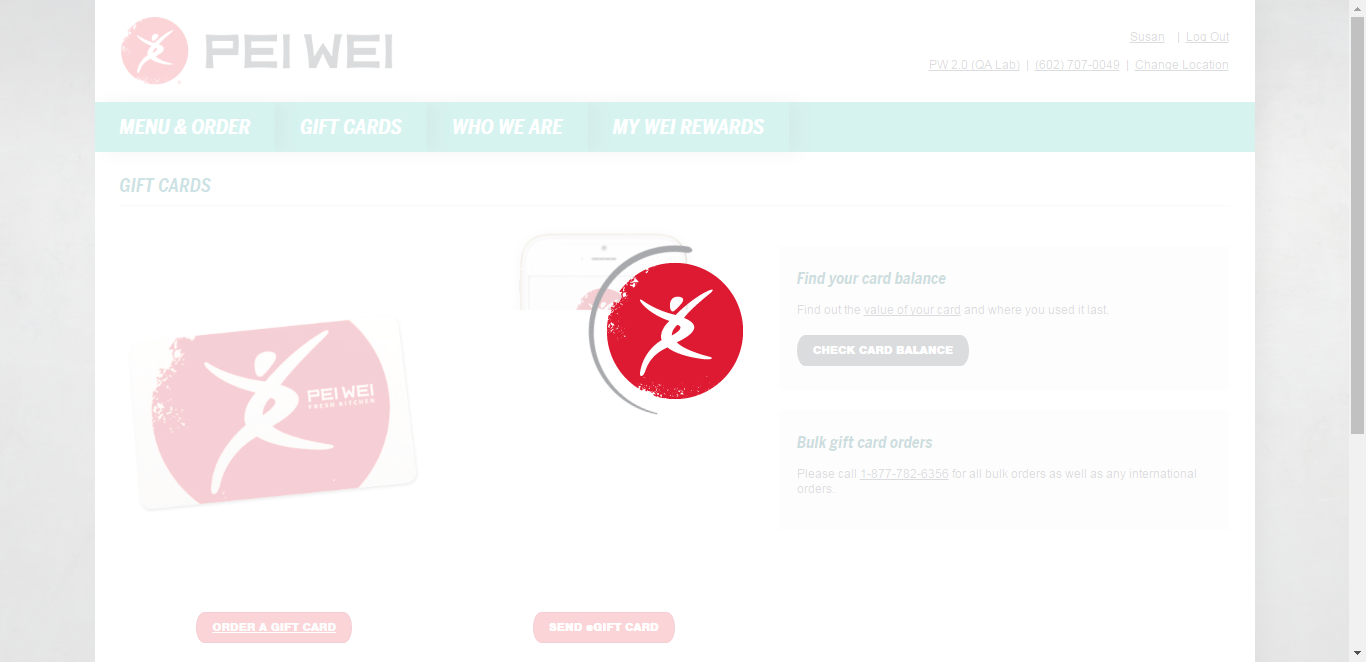 PEI WEI
Susan | Log Out
PW 2.0 (QA Lab) | (602) 707-0049 | Change Location
MENU & ORDER GIFT CARDS WHO WE ARE MY WEI REWARDS
GIFT CARDS
PEI WEI
FRESH KITCHEN
Find your card balance
Find out the value of your card and where you used it last.
CHECK CARD BALANCE
Bulk gift card orders
Please call 1-877-782-6356 for all bulk orders as well as any international
orders.
ORDER A GIFT CARD
SEND eGIFT CARD